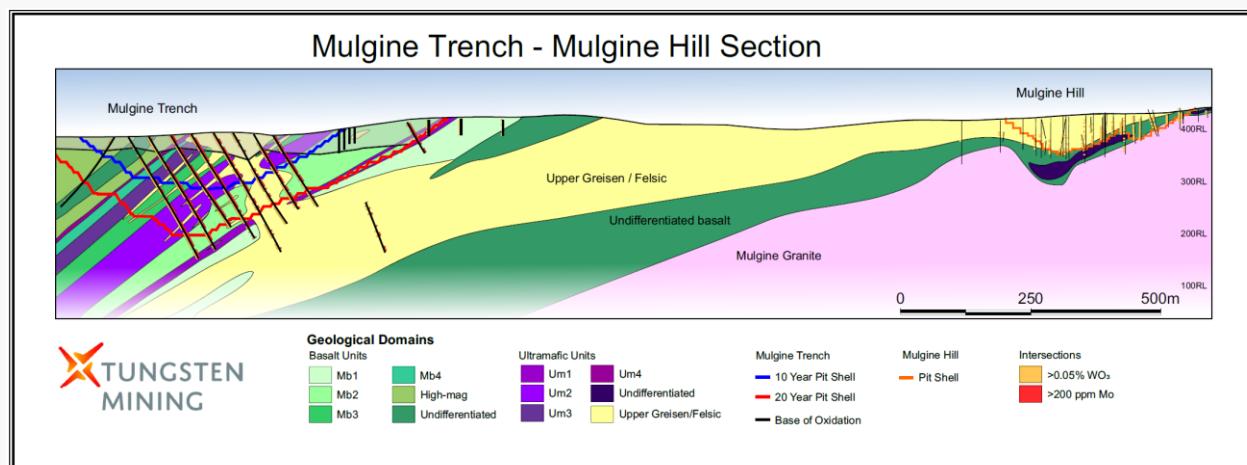 Mulgine Trench - Mulgine Hill Section
Mulgine Trench
Mulgine Hill
400RL
Upper Greisen / Felsic
300RL
Undifferentiated basalt
200RL
Mulgine Granite
100RL
0 250 500m
TUNGSTEN
MINING
Geological Domains
Basalt Units
Mb1
Mb2
Mb3
Mb4
High-mag
Undifferentiated
Ultramafic Units
Um1
Um2
Um3
Um4
Undifferentiated
Upper Greisen/Felsic
Mulgine Trench
10 Year Pit Shell
20 Year Pit Shell
Base of Oxidation
Mulgine Hill
Pit Shell
Intersections
>0.05% WO₃
>200 ppm Mo